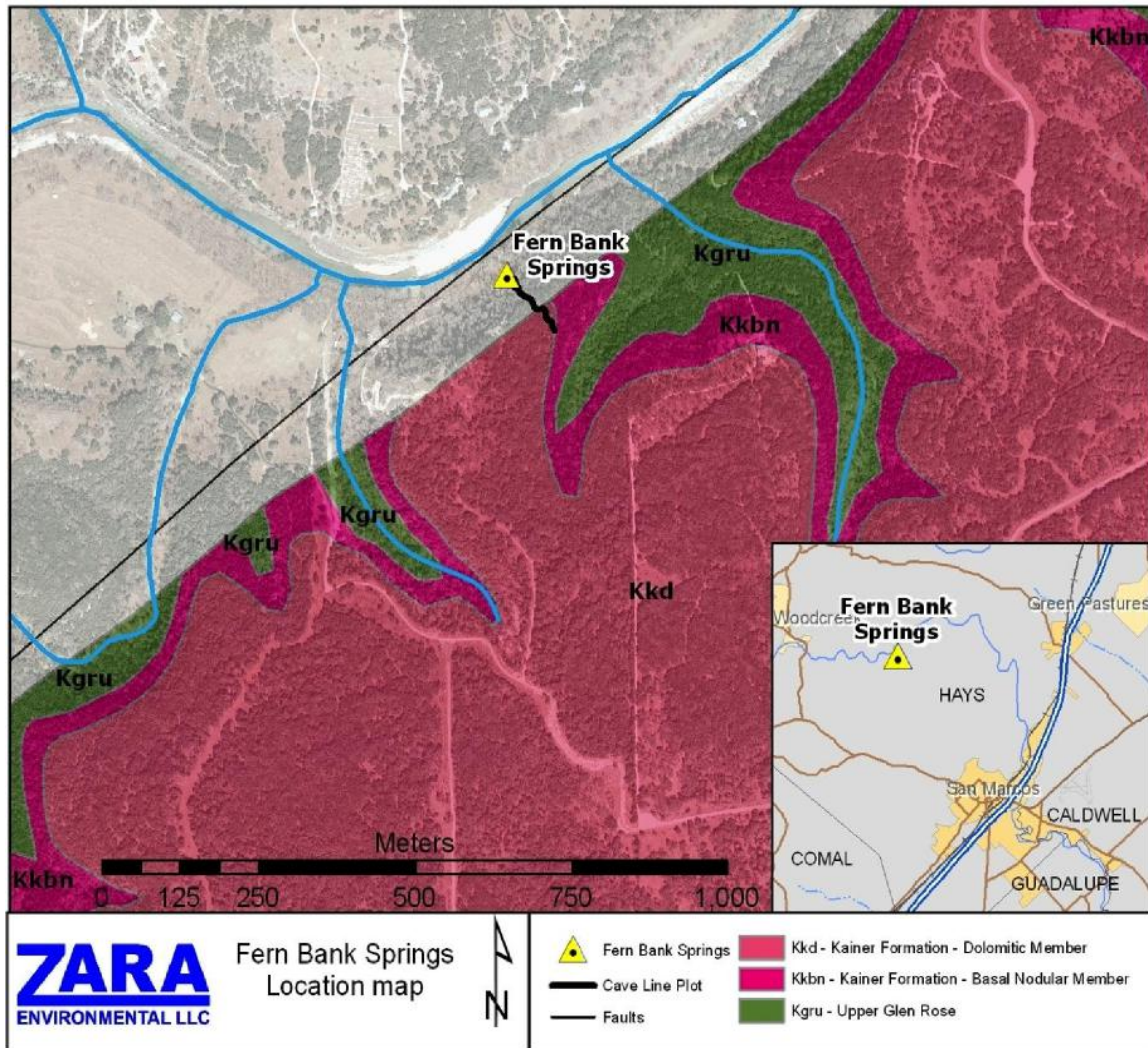 Kkbn
Fern Bank
Springs
Kgru
Kkbn
Kgru
Kgru
Kkd
Kgru
Kkbn
Meters
0 125 250 500 750 1,000
Fern Bank
Springs
Woodcreek
Green Pastures
HAYS
San Marcos
CALDWELL
COMAL
GUADALUPE
ZARA
ENVIRONMENTAL LLC
Fern Bank Springs
Location map
N
Fern Bank Springs
Cave Line Plot
Faults
Kkd - Kainer Formation - Dolomitic Member
Kkbn - Kainer Formation - Basal Nodular Member
Kgru - Upper Glen Rose